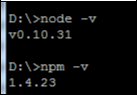 D:\>node -v
v0.10.31
D:\>npm -v
1.4.23